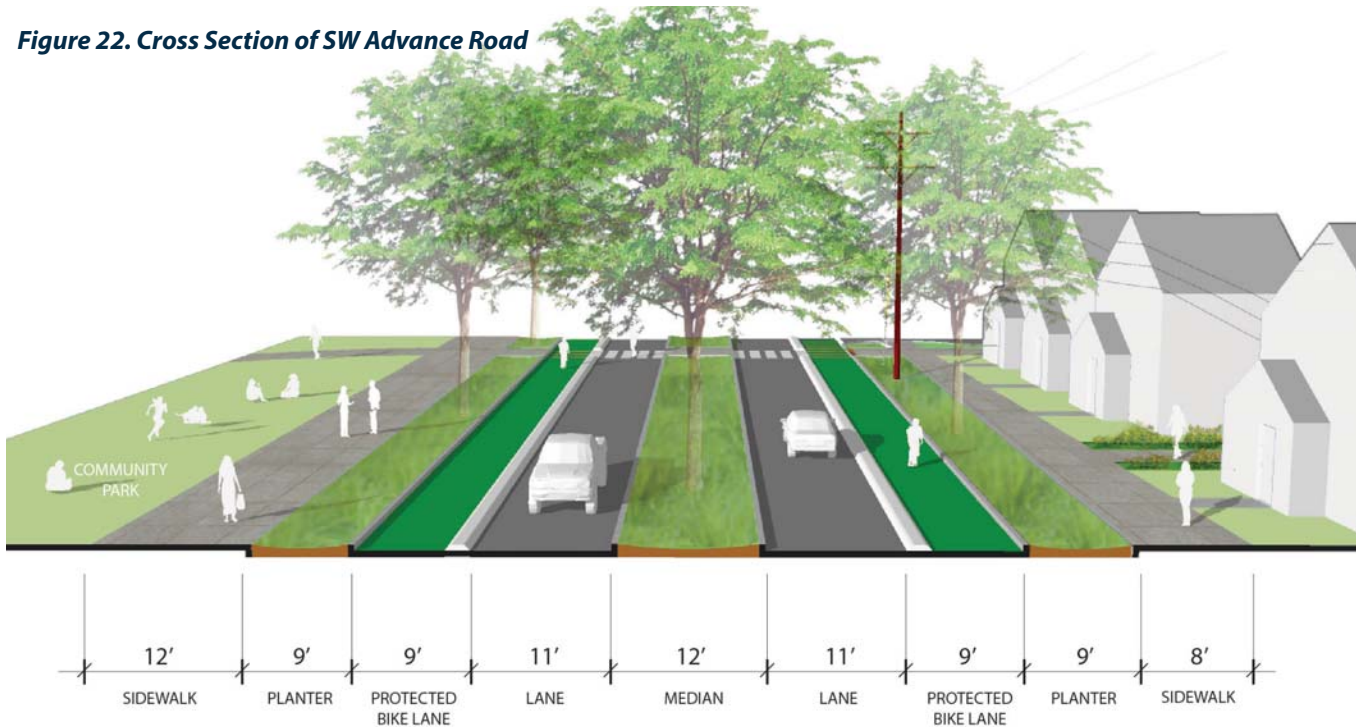 Figure 22. Cross Section of SW Advance Road
COMMUNITY
PARK
12' 9' 9' 11' 12' 11' 9' 9' 8'
SIDEWALK PLANTER PROTECTED LANE MEDIAN LANE PROTECTED PLANTER SIDEWALK
BIKE LANE BIKE LANE